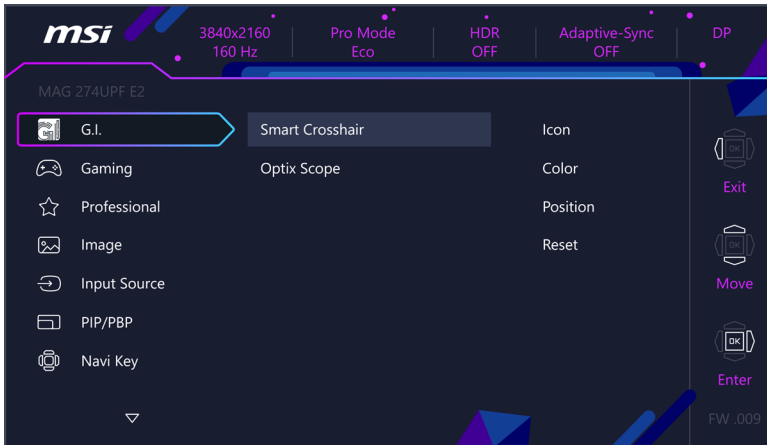 msi
3840x2160
160 Hz
Pro Mode
Eco
HDR
OFF
Adaptive-Sync
OFF
DP
MAG 274UPF E2
G.I.
Smart Crosshair
Icon
Gaming
Optix Scope
Color
Professional
Position
Image
Reset
Input Source
PIP/PBP
Navi Key
OK
Exit
OK
Move
OK
Enter
FW .009